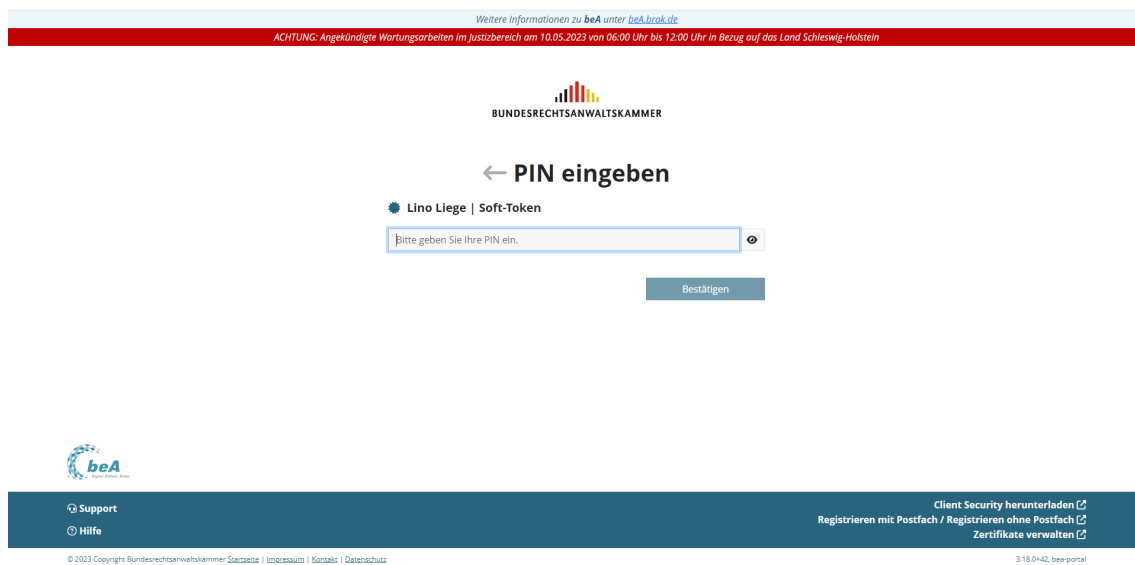 Weitere Informationen zu beA unter beA.brak.de
ACHTUNG: Angekündigte Wartungsarbeiten im Justizbereich am 10.05.2023 von 06:00 Uhr bis 12:00 Uhr in Bezug auf das Land Schleswig-Holstein
BUNDESRECHTSANWALTSKAMMER
PIN eingeben
Lino Liege | Soft-Token
Bitte geben Sie Ihre PIN ein.
Bestätigen
beA
Support
Hilfe
Client Security herunterladen
Registrieren mit Postfach / Registrieren ohne Postfach
Zertifikate verwalten
© 2023 Copyright Bundesrechtsanwaltskammer Startseite | Impressum | Kontakt | Datenschutz
3.18.0+42, bea-portal